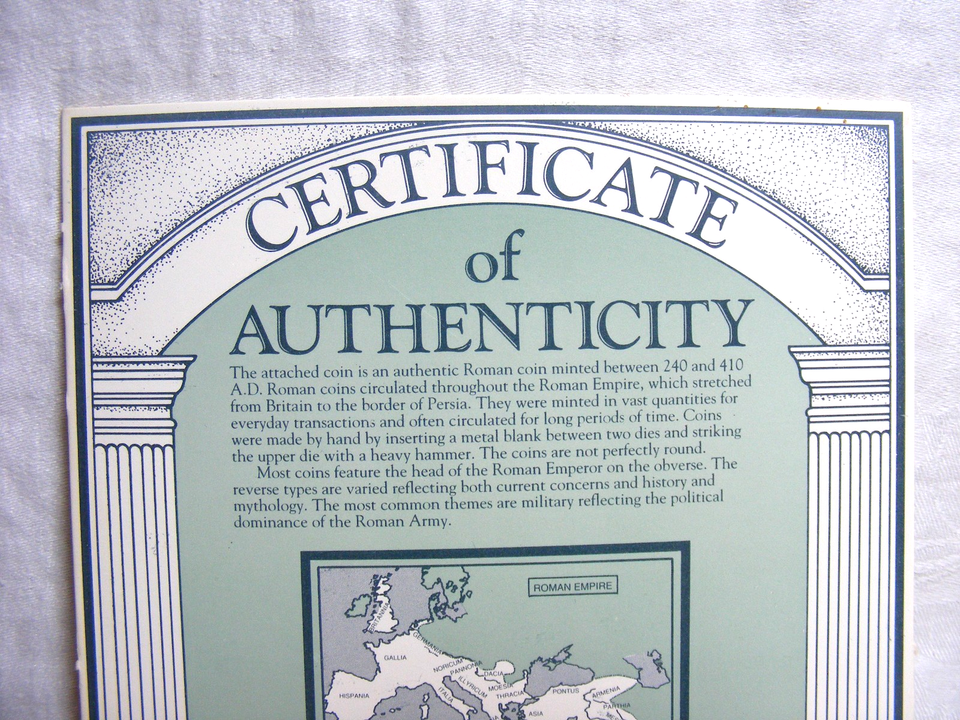 CERTIFICATE
of
AUTHENTICITY
The attached coin is an authentic Roman coin minted between 240 and 410
A.D. Roman coins circulated throughout the Roman Empire, which stretched
from Britain to the border of Persia. They were minted in vast quantities for
everyday transactions and often circulated for long periods of time. Coins
were made by hand by inserting a metal blank between two dies and striking
the upper die with a heavy hammer. The coins are not perfectly round.
Most coins feature the head of the Roman Emperor on the obverse. The
reverse types are varied reflecting both current concerns and history and
mythology. The most common themes are military reflecting the political
dominance of the Roman Army.
ROMAN EMPIRE
BRITANNIA
GERMANIA
GALLIA
NORICUM
PANNONIA
DACIA
HISPANIA
ITALIA
ILLYRICUM
MOESIA
THRACIA
PONTUS
ARMENIA
PARTHIA
ASIA